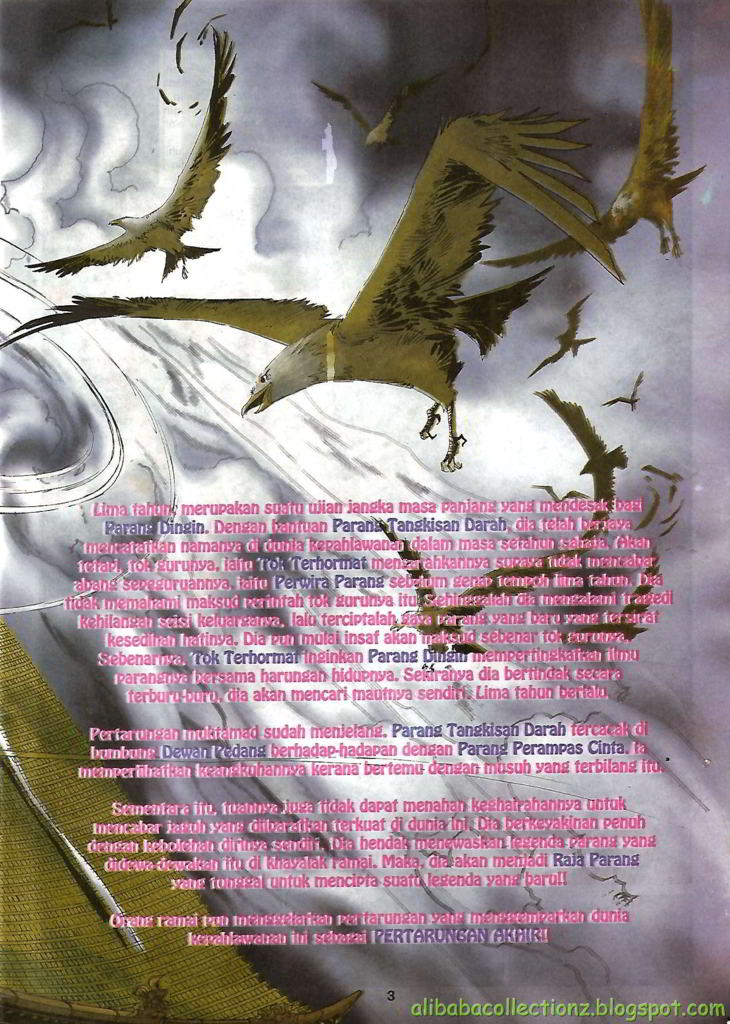 Lima tahun, merupakan suatu ujian jangka masa panjang yang mendesak bagi
Parang Dingin. Dengan bantuan Parang Tangkisan Darah, dia telah berjaya
mencatatkan namanya di dunia kepahlawanan dalam masa setahun sahaja. Akan
tetapi, tok gurunya, iaitu Tok Terhormat mengarahkannya supaya tidak mencabar
abang seperguruannya, iaitu Perwira Parang sebelum genap tempoh lima tahun. Dia
tidak memahami maksud perintah tok gurunya itu. Sehinggalah dia mengalami tragedi
kehilangan seisi keluarganya, lalu terciptalah gaya parang yang baru yang tersirat
kesedihan hatinya. Dia pun mulai insaf akan maksud sebenar tok gurunya.
Sebenarnya, Tok Terhormat inginkan Parang Dingin mempertingkatkan ilmu
parangnya bersama harungan hidupnya. Sekiranya dia bertindak secara
terburu-buru, dia akan mencari mautnya sendiri. Lima tahun berlalu.
Pertarungan muktamad sudah menjelang. Parang Tangkisan Darah tercacak di
bumbung Dewan Pedang berhadap-hadapan dengan Parang Perampas Cinta. Ia
memperlihatkan keangkuhannya kerana bertemu dengan musuh yang terbilang itu.
Sementara itu, tuannya juga tidak dapat menahan keghairahannya untuk
mencabar jaguh yang diibaratkan terkuat di dunia ini. Dia berkeyakinan penuh
dengan kebolehan dirinya sendiri. Dia hendak menewaskan legenda parang yang
didewa-dewakan itu di khayalak ramai. Maka, dia akan menjadi Raja Parang
yang tunggal untuk mencipta suatu legenda yang baru!!
Orang ramai pun menggelarkan pertarungan yang menggemparkan dunia
kepahlawanan ini sebagai PERTARUNGAN AKHIR!!
3
alibabacollectionz.blogspot.com